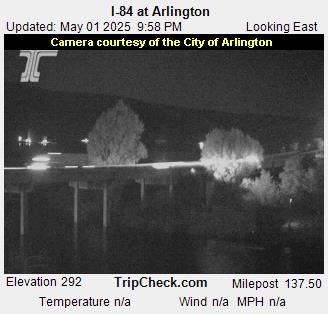 I-84 at Arlington
Updated: May 01 2025 9:58 PM Looking East
Camera courtesy of the City of Arlington
Elevation 292 TripCheck.com Milepost 137.50
Temperature n/a Wind n/a MPH n/a